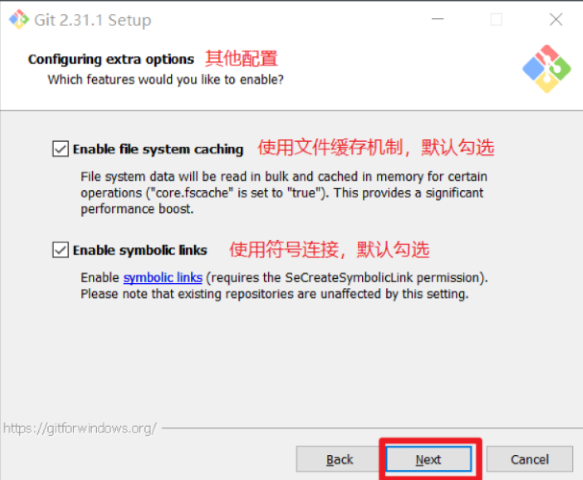 Git 2.31.1 Setup
Configuring extra options 其他配置
Which features would you like to enable?
Enable file system caching 使用文件缓存机制，默认勾选
File system data will be read in bulk and cached in memory for certain
operations ("core.fscache" is set to "true"). This provides a significant
performance boost.
Enable symbolic links 使用符号连接，默认勾选
Enable symbolic links (requires the SeCreateSymbolicLink permission).
Please note that existing repositories are unaffected by this setting.
https://gitforwindows.org/
Back Next Cancel